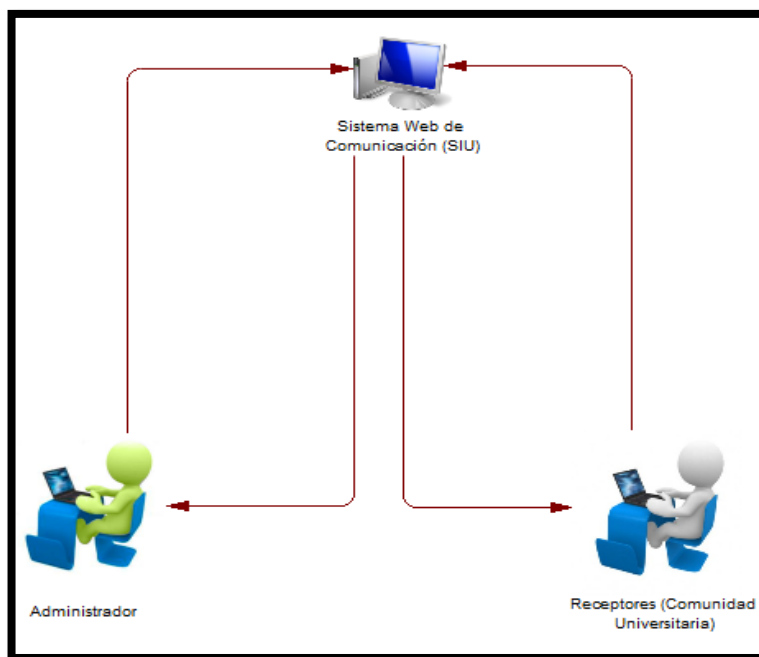 Sistema Web de
Comunicación (SIU)
Administrador
Receptores (Comunidad
Universitaria)